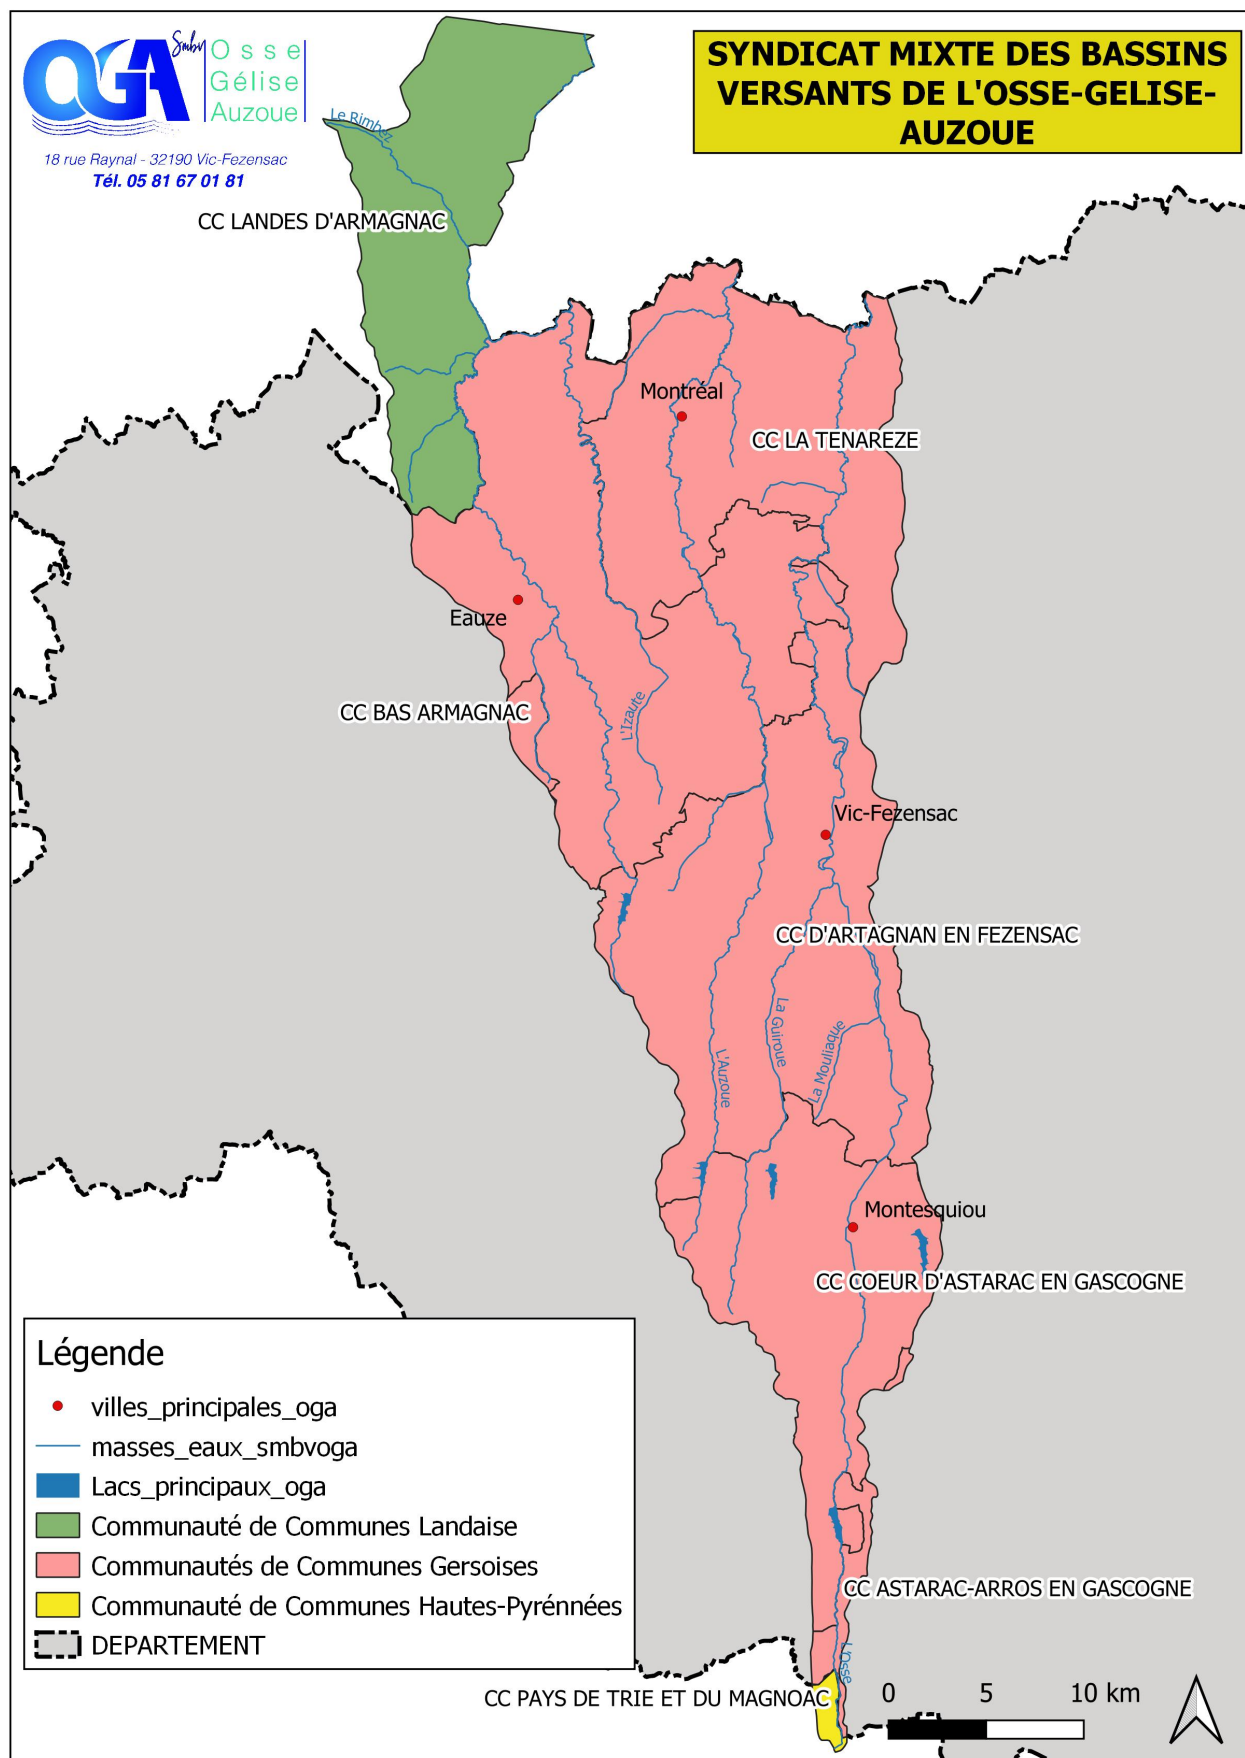 OGA
Smbv
Osse
Gélise
Auzoue
18 rue Raynal - 32190 Vic-Fezensac
Tél. 05 81 67 01 81
SYNDICAT MIXTE DES BASSINS
VERSANTS DE L'OSSE-GELISE-
AUZOUE
Le Rimbez
CC LANDES D'ARMAGNAC
Montréal
CC LA TENAREZE
Eauze
L'Izaute
CC BAS ARMAGNAC
Vic-Fezensac
CC D'ARTAGNAN EN FEZENSAC
La Guiroue
La Mouliaque
L'Auzoue
Montesquiou
CC COEUR D'ASTARAC EN GASCOGNE
Légende
villes_principales_oga
masses_eaux_smbvoga
Lacs_principaux_oga
Communauté de Communes Landaise
Communautés de Communes Gersoises
Communauté de Communes Hautes-Pyrénnées
DEPARTEMENT
CC ASTARAC-ARROS EN GASCOGNE
L'Osse
CC PAYS DE TRIE ET DU MAGNOAC
0 5 10 km